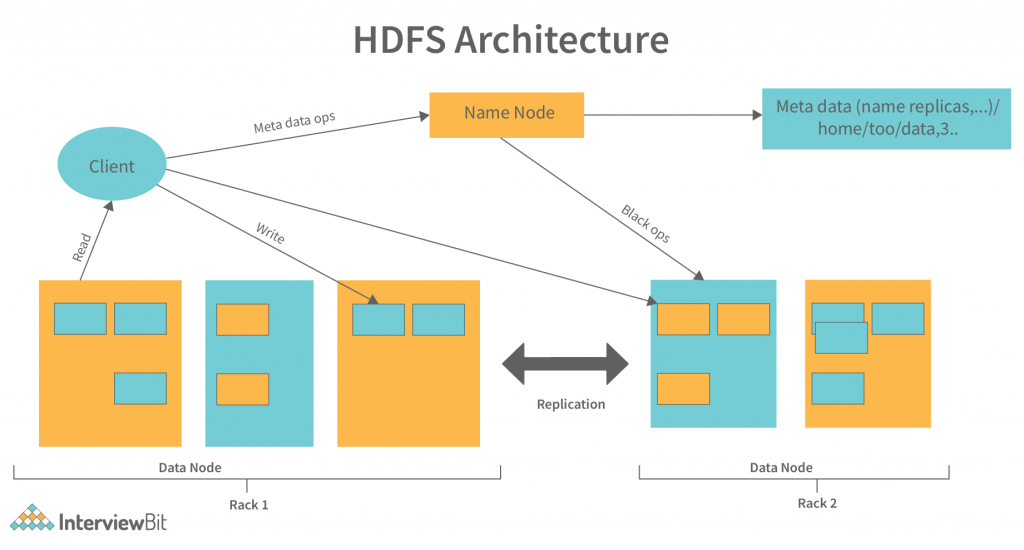 HDFS Architecture
Meta data ops
Name Node
Meta data (name replicas,...)/
home/too/data,3..
Client
Read
Write
Black ops
Replication
Data Node
Rack 1
Data Node
Rack 2
InterviewBit